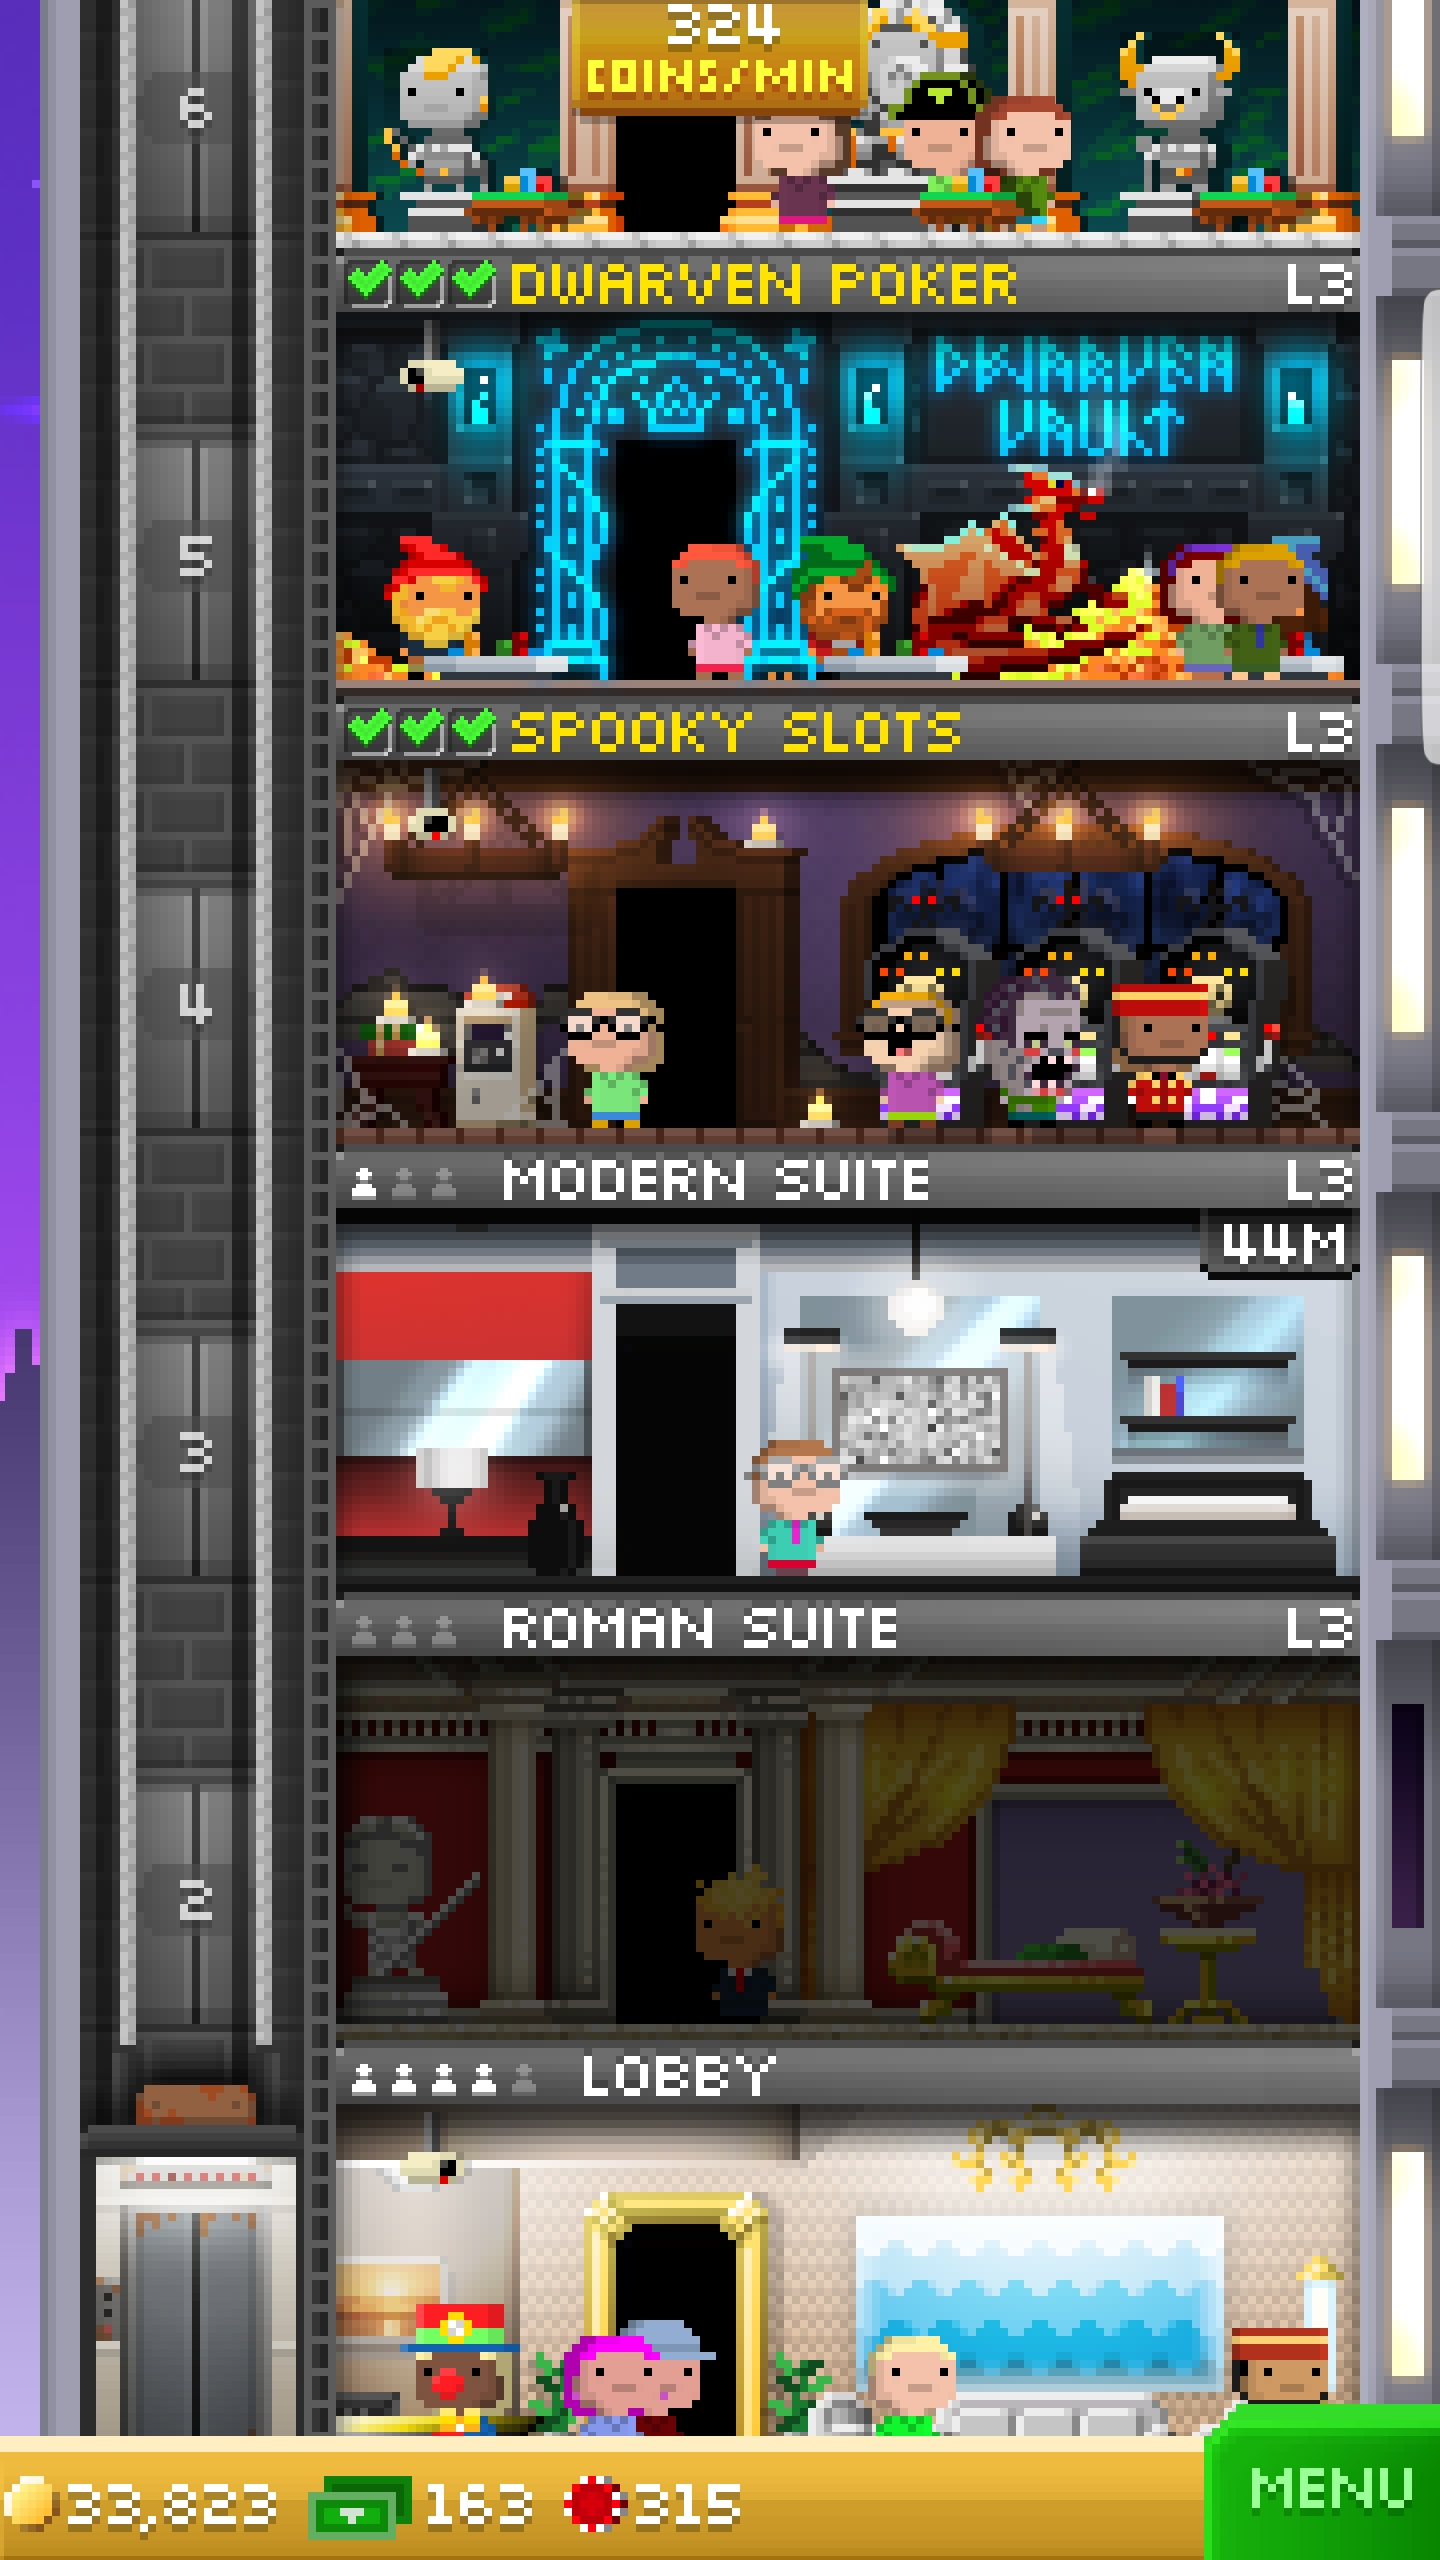 324
COINS/MIN
6
DWARVEN POKER L3
DWARVEN
VAULT
5
SPOOKY SLOTS L3
4
MODERN SUITE L3
44M
3
ROMAN SUITE L3
2
LOBBY
33,823 163 315
MENU